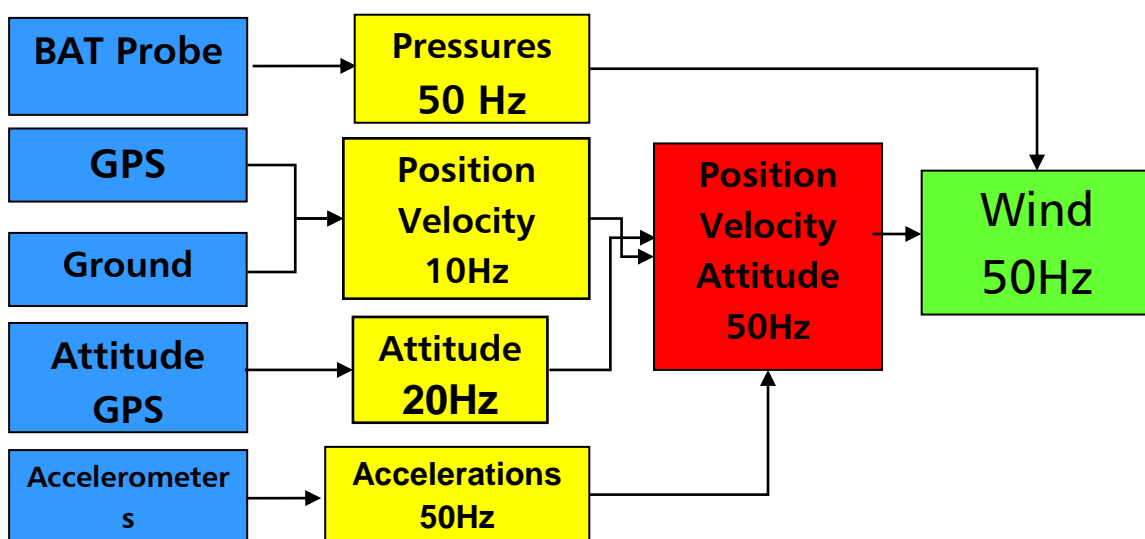 BAT Probe
Pressures
50 Hz
GPS
Position
Velocity
10Hz
Ground
Attitude
GPS
Attitude
20Hz
Accelerometer
s
Accelerations
50Hz
Position
Velocity
Attitude
50Hz
Wind
50Hz